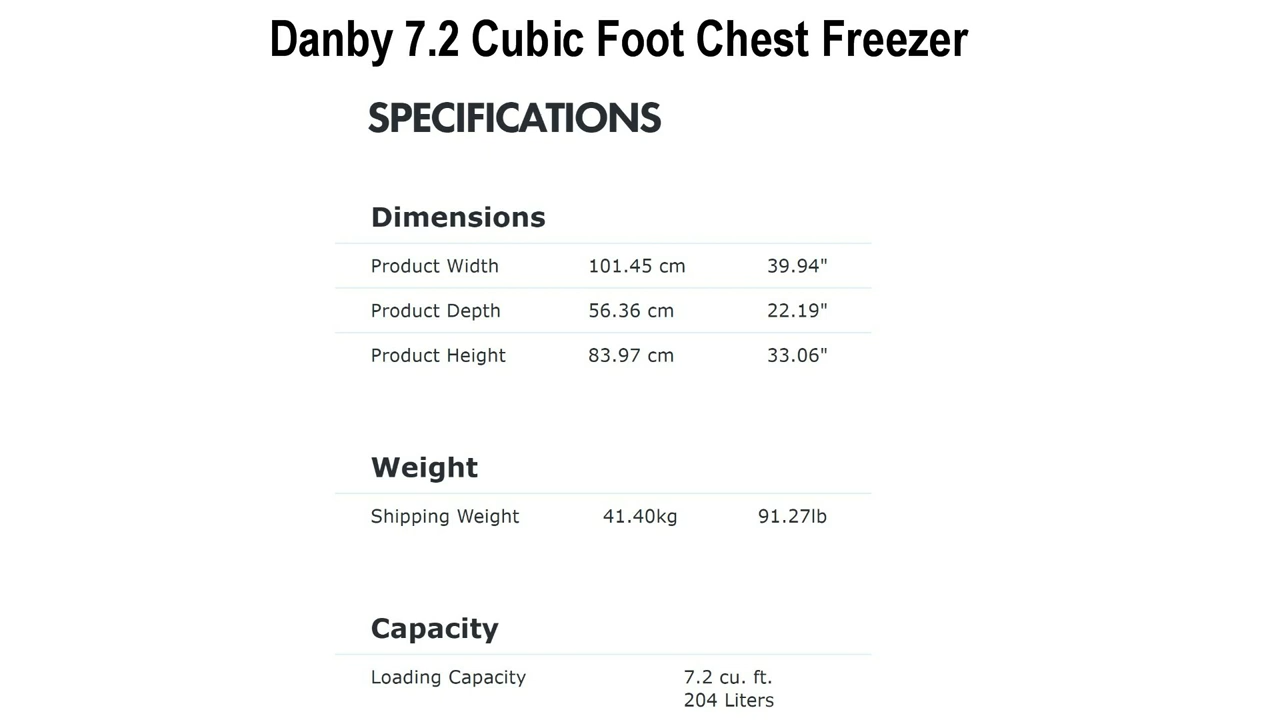 Danby 7.2 Cubic Foot Chest Freezer
SPECIFICATIONS
Dimensions
Product Width 101.45 cm 39.94"
Product Depth 56.36 cm 22.19"
Product Height 83.97 cm 33.06"
Weight
Shipping Weight 41.40kg 91.27lb
Capacity
Loading Capacity 7.2 cu. ft.
204 Liters